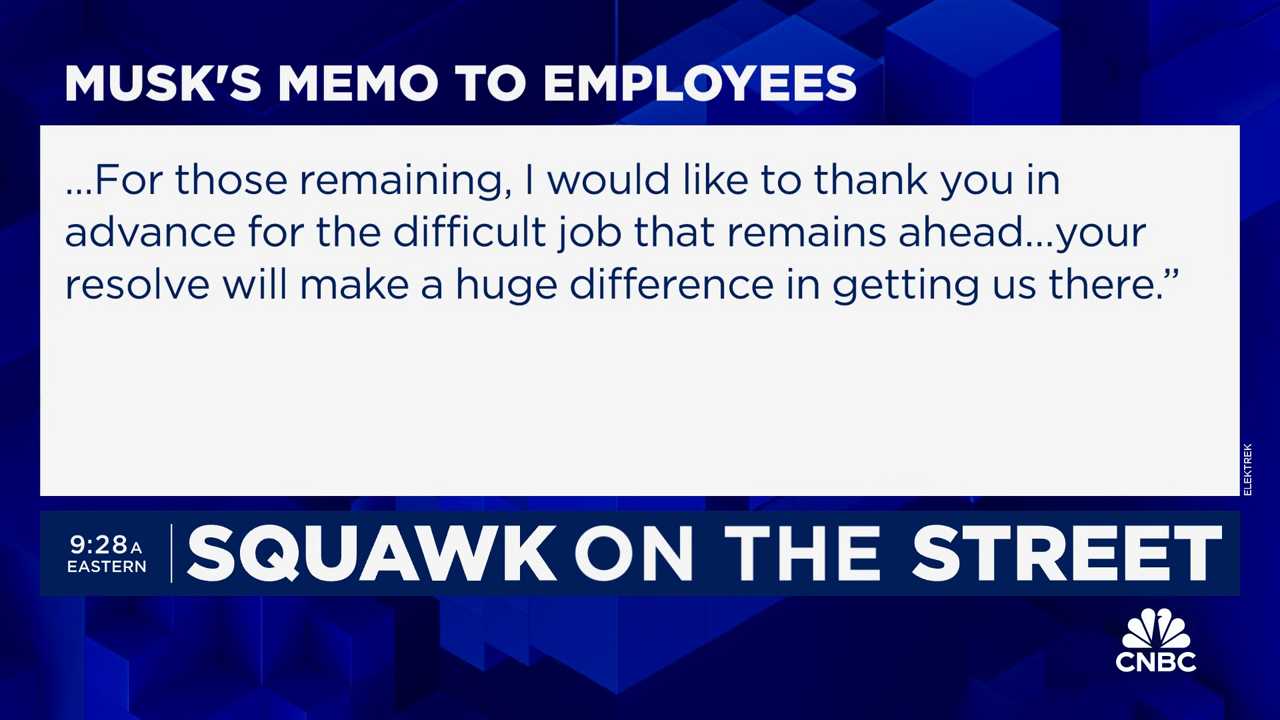 MUSK'S MEMO TO EMPLOYEES
...For those remaining, I would like to thank you in
advance for the difficult job that remains ahead...your
resolve will make a huge difference in getting us there.”
ELEKTREK
9:28A
EASTERN
SQUAWK ON THE STREET
CNBC